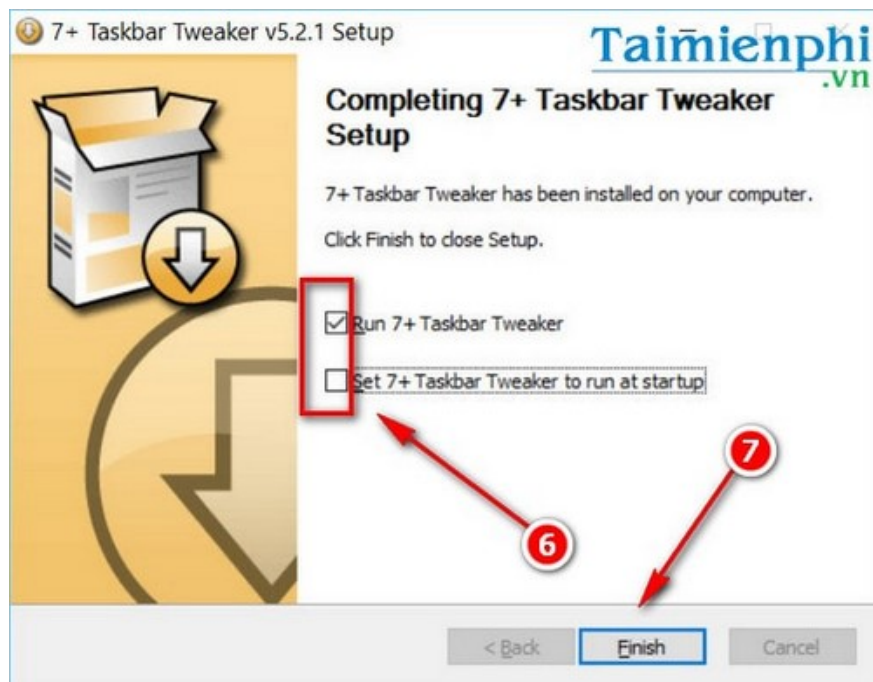 7+ Taskbar Tweaker v5.2.1 Setup
Taimienphi
.vn
Completing 7+ Taskbar Tweaker
Setup
7+ Taskbar Tweaker has been installed on your computer.
Click Finish to close Setup.
Run 7+ Taskbar Tweaker
Set 7+ Taskbar Tweaker to run at startup
7
6
< Back
Finish
Cancel